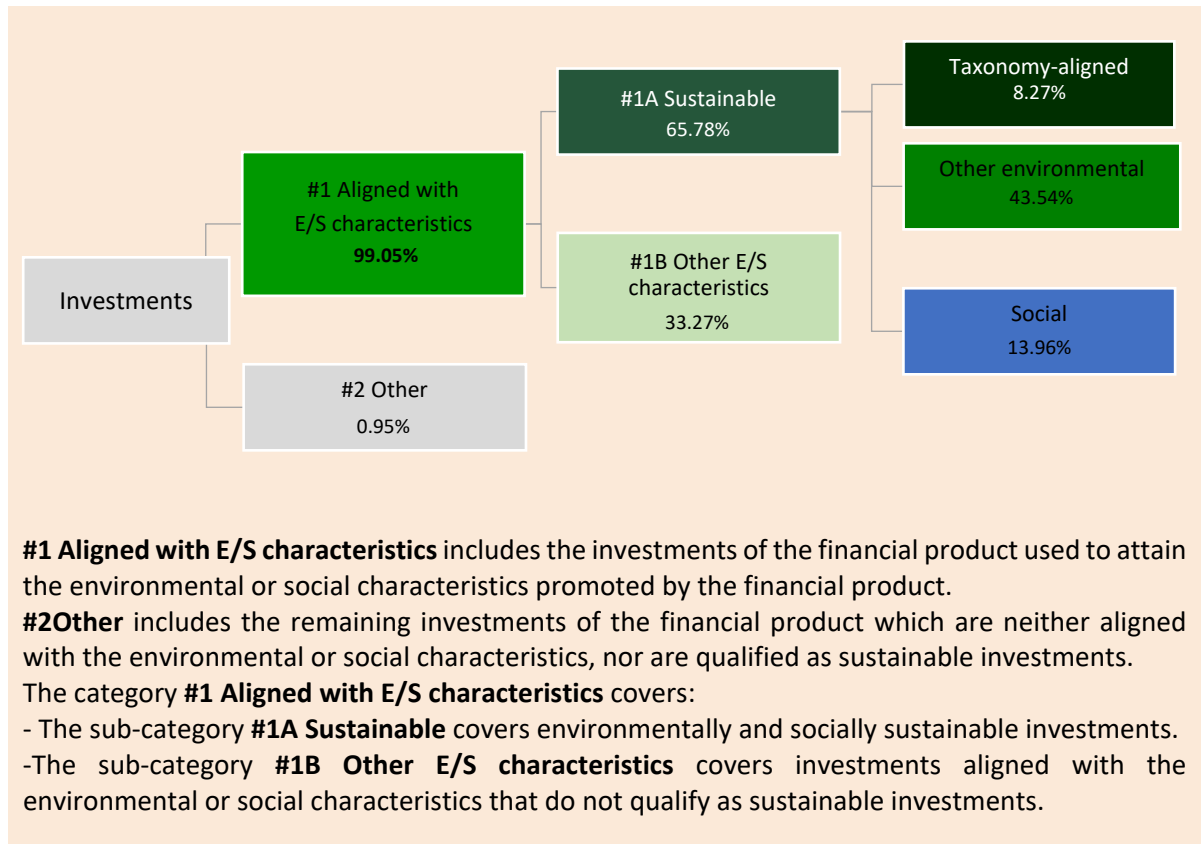 Investments
#1 Aligned with
E/S characteristics
99.05%
#2 Other
0.95%
#1A Sustainable
65.78%
#1B Other E/S
characteristics
33.27%
Taxonomy-aligned
8.27%
Other environmental
43.54%
Social
13.96%
#1 Aligned with E/S characteristics includes the investments of the financial product used to attain
the environmental or social characteristics promoted by the financial product.
#2Other includes the remaining investments of the financial product which are neither aligned
with the environmental or social characteristics, nor are qualified as sustainable investments.
The category #1 Aligned with E/S characteristics covers:
- The sub-category #1A Sustainable covers environmentally and socially sustainable investments.
-The sub-category #1B Other E/S characteristics covers investments aligned with the
environmental or social characteristics that do not qualify as sustainable investments.